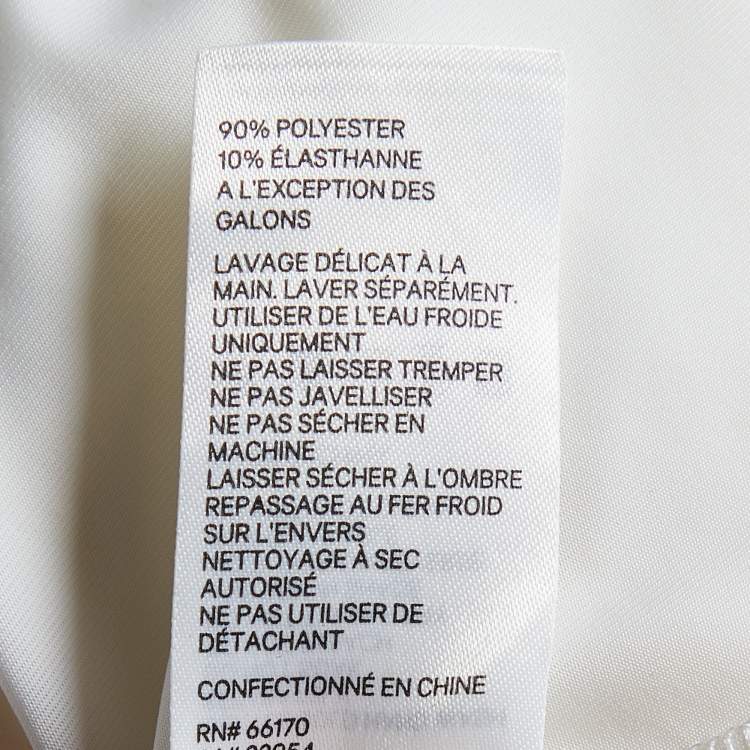 90% POLYESTER
10% ÉLASTHANNE
A L'EXCEPTION DES
GALONS
LAVAGE DÉLICAT À LA
MAIN. LAVER SÉPARÉMENT.
UTILISER DE L'EAU FROIDE
UNIQUEMENT
NE PAS LAISSER TREMPER
NE PAS JAVELLISER
NE PAS SÉCHER EN
MACHINE
LAISSER SÉCHER À L'OMBRE
REPASSAGE AU FER FROID
SUR L'ENVERS
NETTOYAGE À SEC
AUTORISÉ
NE PAS UTILISER DE
DÉTACHANT
CONFECTIONNÉ EN CHINE
RN# 66170